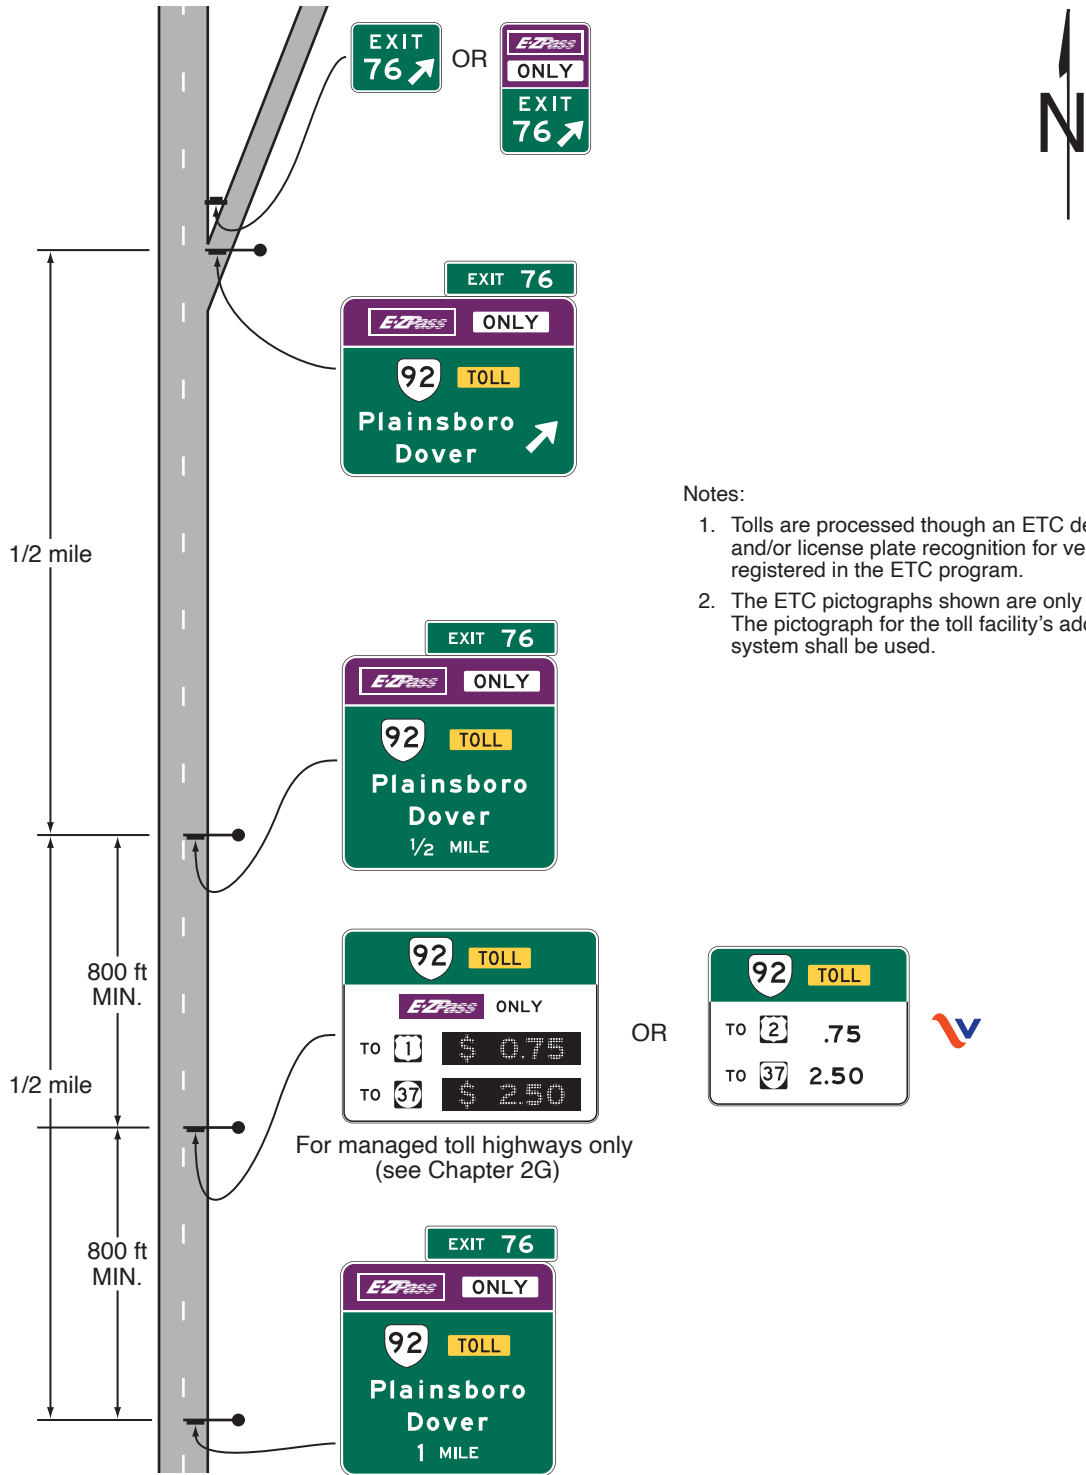 EXIT
76
OR
E-ZPass
ONLY
EXIT
76
N
EXIT 76
E-ZPass ONLY
92 TOLL
Plainsboro
Dover
Notes:
1. Tolls are processed though an ETC de
and/or license plate recognition for ve
registered in the ETC program.
2. The ETC pictographs shown are only
The pictograph for the toll facility’s ad
system shall be used.
1/2 mile
EXIT 76
E-ZPass ONLY
92 TOLL
Plainsboro
Dover
1/2 MILE
800 ft
MIN.
1/2 mile
92 TOLL
E-ZPass ONLY
TO 1 $ 0.75
TO 37 $ 2.50
OR
92 TOLL
TO 2 .75
TO 37 2.50
For managed toll highways only
(see Chapter 2G)
800 ft
MIN.
EXIT 76
E-ZPass ONLY
92 TOLL
Plainsboro
Dover
1 MILE